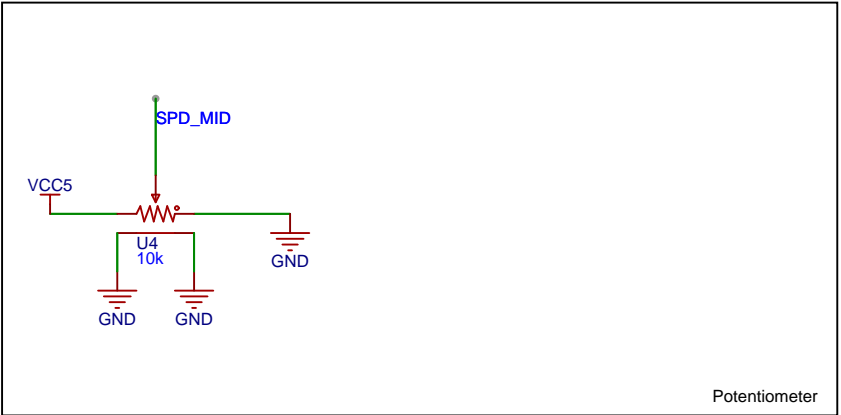 SPD_MID
VCC5
U4
10k
GND
GND
GND
Potentiometer